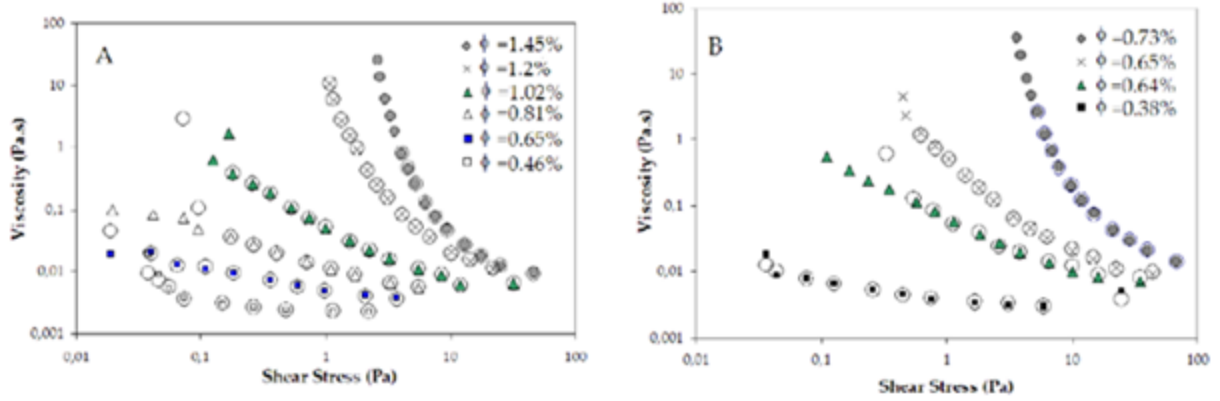 A
100
10
1
0,1
0,01
0,001
0,01
0,1
1
10
100
Viscosity (Pa.s)
Shear Stress (Pa)
ϕ =1.45%
ϕ =1.2%
ϕ =1.02%
ϕ =0.81%
ϕ =0.65%
ϕ =0.46%
B
100
10
1
0,1
0,01
0,001
0,01
0,1
1
10
100
Viscosity (Pa.s)
Shear Stress (Pa)
ϕ =0.73%
ϕ =0.65%
ϕ =0.64%
ϕ =0.38%